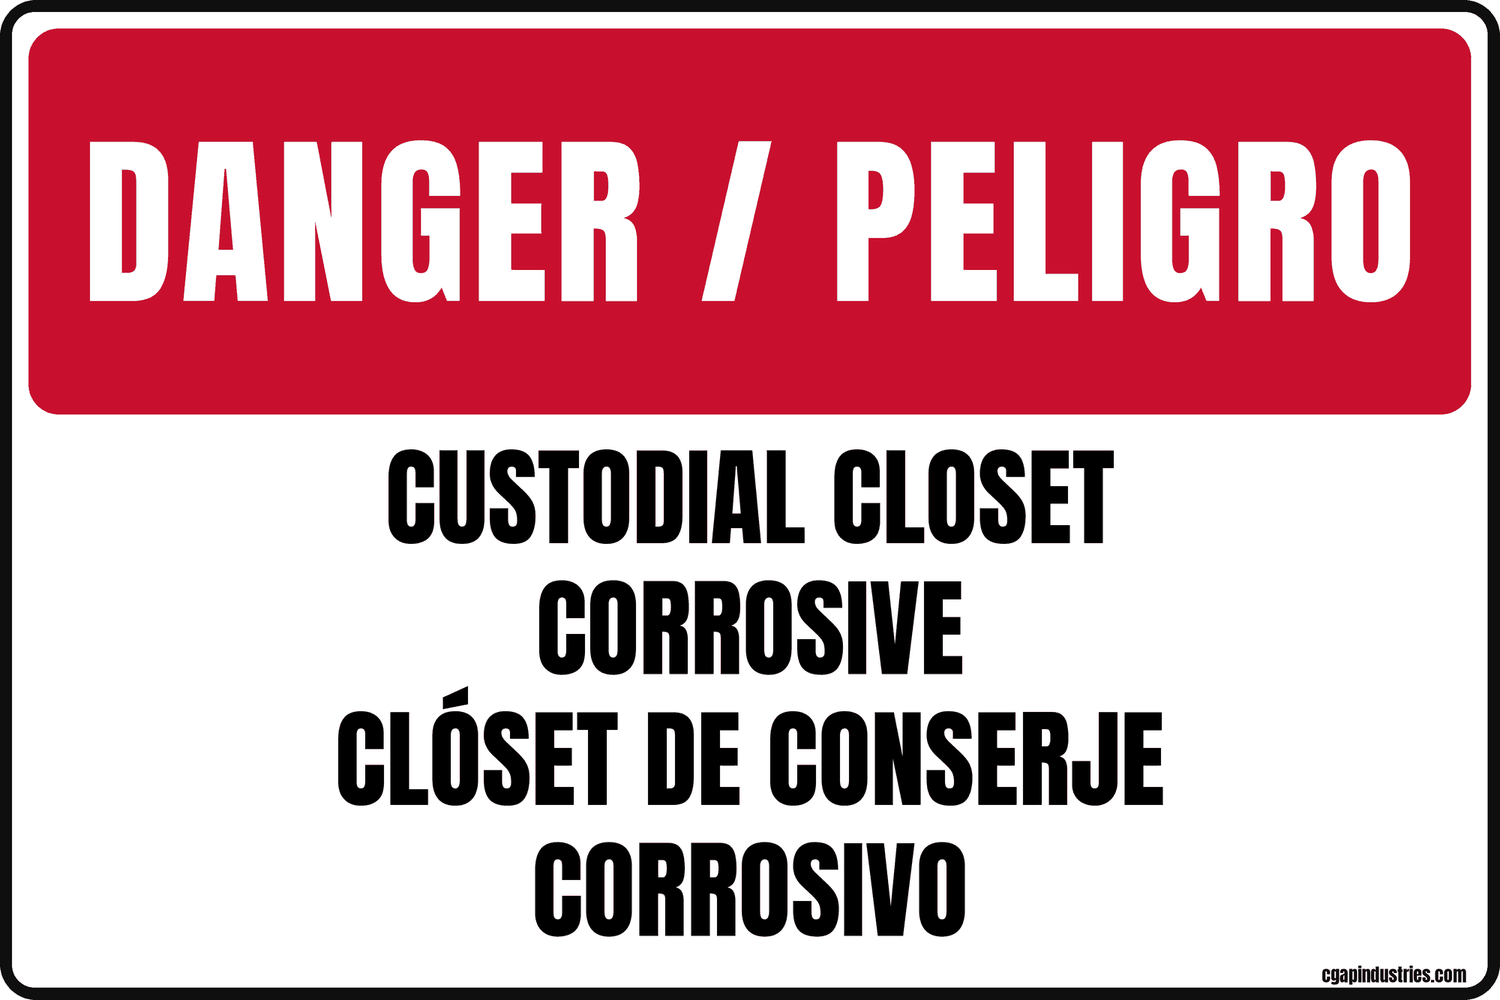 DANGER / PELIGRO
CUSTODIAL CLOSET
CORROSIVE
CLÓSET DE CONSERJE
CORROSIVO
cgapindustries.com